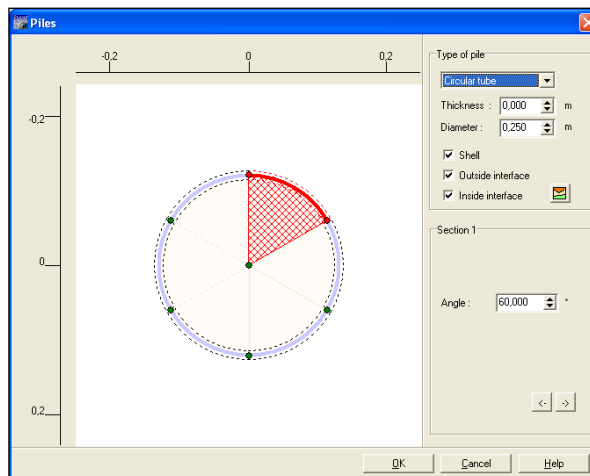 Piles
-0,2 0 0,2
-0,2
0
0,2
Type of pile
Circular tube
Thickness : 0,000 m
Diameter : 0,250 m
Shell
Outside interface
Inside interface
Section 1
Angle : 60,000 °
<- ->
OK Cancel Help